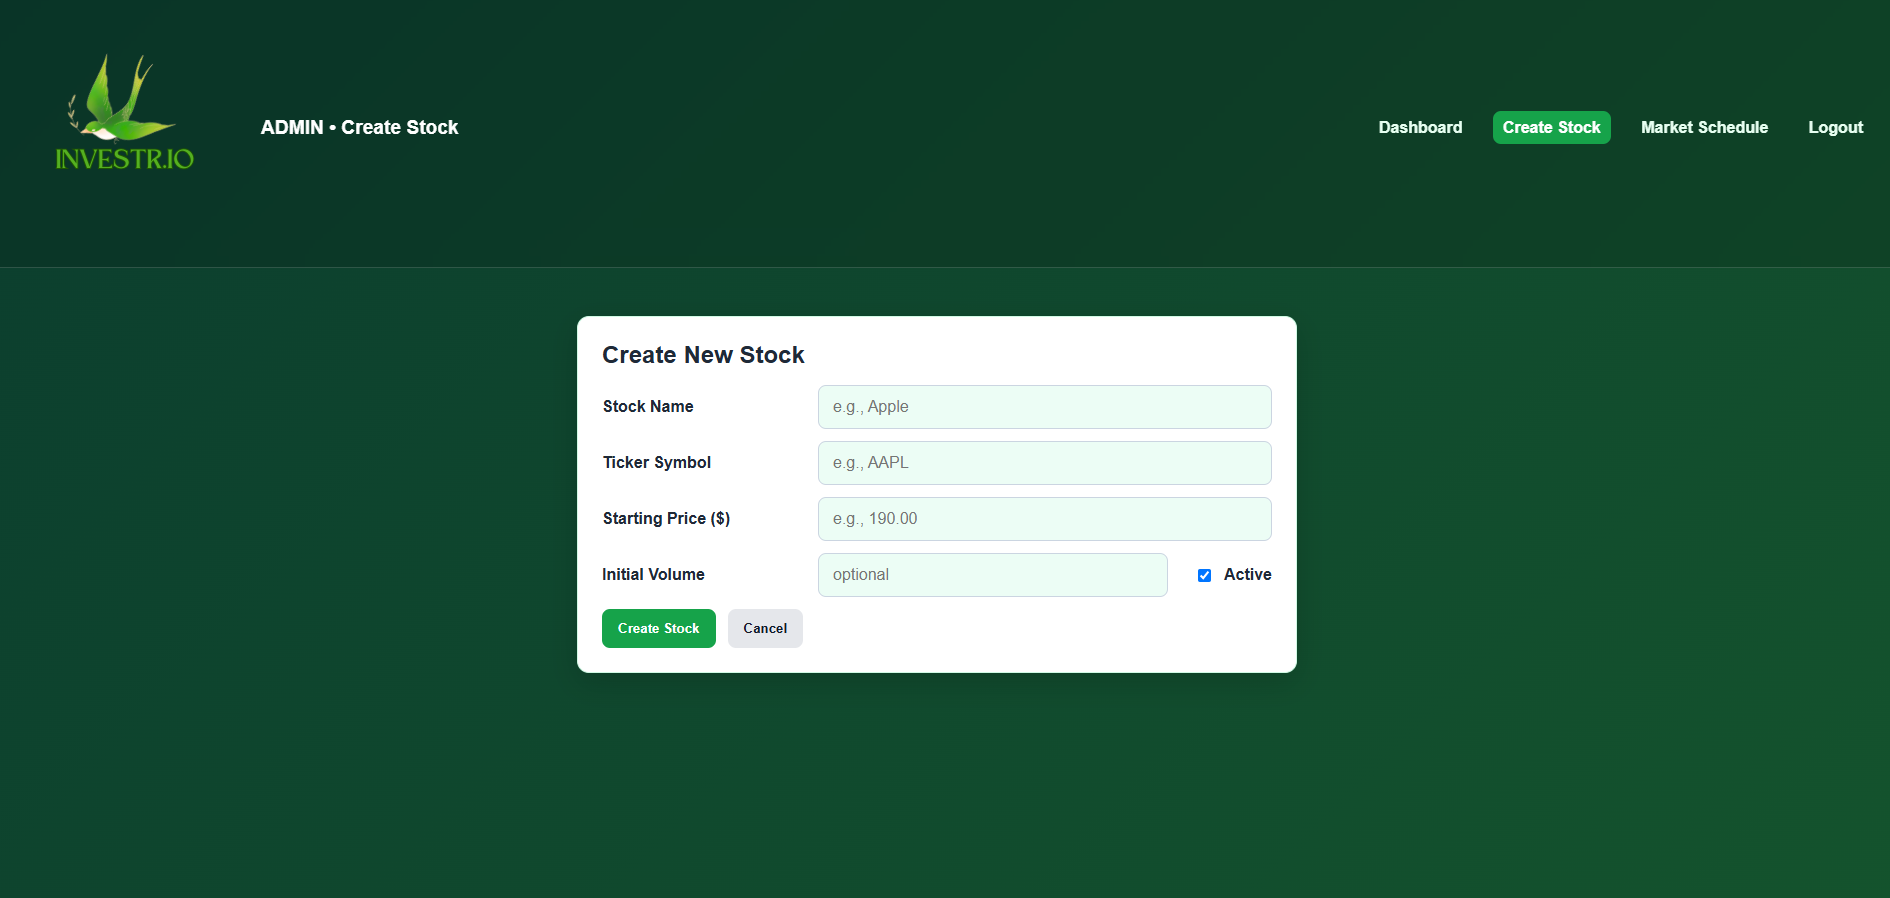 INVESTR.IO
ADMIN • Create Stock
Dashboard
Create Stock
Market Schedule
Logout
Create New Stock
Stock Name
e.g., Apple
Ticker Symbol
e.g., AAPL
Starting Price ($)
e.g., 190.00
Initial Volume
optional
Active
Create Stock
Cancel